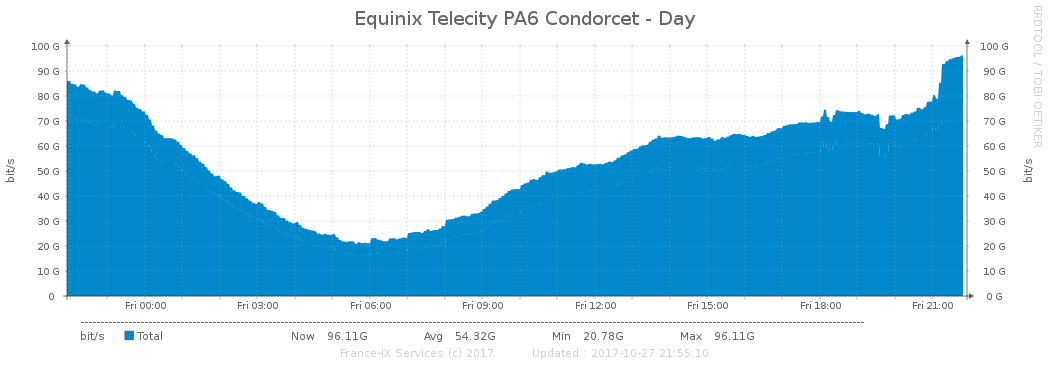 Equinix Telecity PA6 Condorcet - Day
RRDTOOL / TOBI OETIKER
bit/s
100 G
90 G
80 G
70 G
60 G
50 G
40 G
30 G
20 G
10 G
0
100 G
90 G
80 G
70 G
60 G
50 G
40 G
30 G
20 G
10 G
0 G
bit/s
Fri 00:00 Fri 03:00 Fri 06:00 Fri 09:00 Fri 12:00 Fri 15:00 Fri 18:00 Fri 21:00
bit/s Total Now 96.11G Avg 54.32G Min 20.78G Max 96.11G
France-IX Services (c) 2017 Updated : 2017-10-27 21:55:10